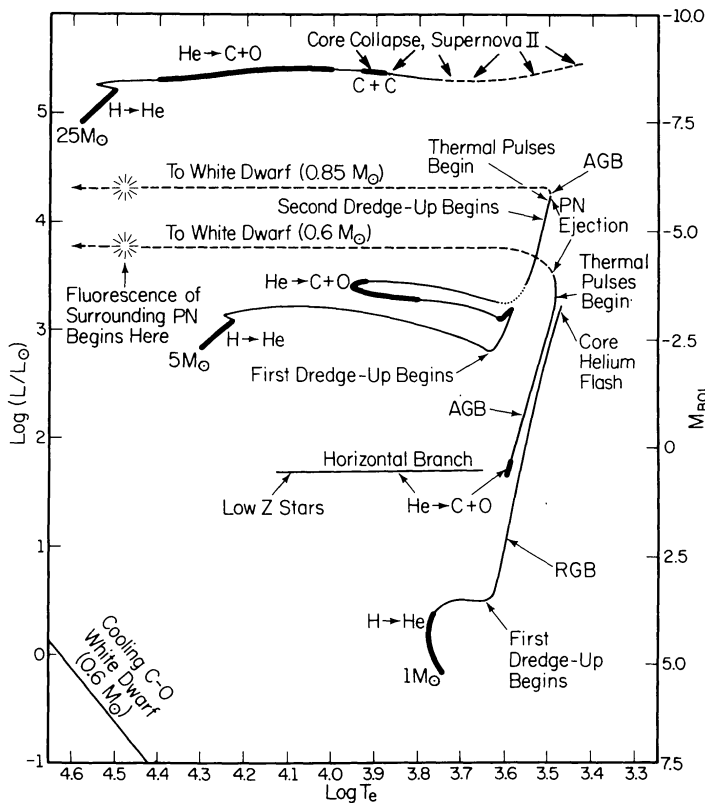 -10.0
Core Collapse, Supernova II
He→C+O
C+C
5
H→He
25M⊙
-7.5
Thermal Pulses
Begin
AGB
To White Dwarf (0.85 M⊙)
4
Second Dredge-Up Begins
PN
Ejection
-5.0
To White Dwarf (0.6 M⊙)
He→C+O
Thermal
Pulses
Begin
Fluorescence of
Surrounding PN
Begins Here
3
H→He
5M⊙
Core
Helium
Flash
-2.5
First Dredge-Up Begins
Log (L/L⊙)
AGB
MBOL
2
0
Horizontal Branch
Low Z Stars
He→C+O
1
RGB
2.5
H→He
First
Dredge-Up
Begins
0
1M⊙
5.0
Cooling C-O
White Dwarf
(0.6 M⊙)
-1
7.5
4.6 4.5 4.4 4.3 4.2 4.1 4.0 3.9 3.8 3.7 3.6 3.5 3.4 3.3
Log Te